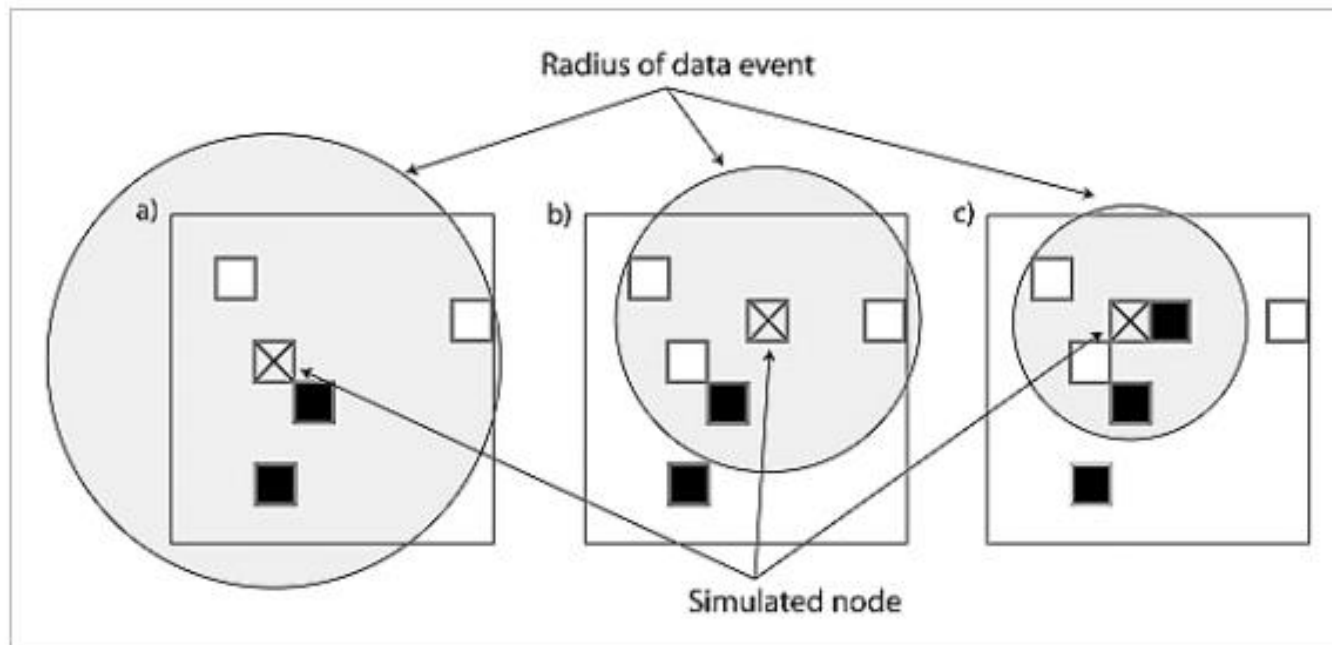 Radius of data event
a)
b)
c)
Simulated node